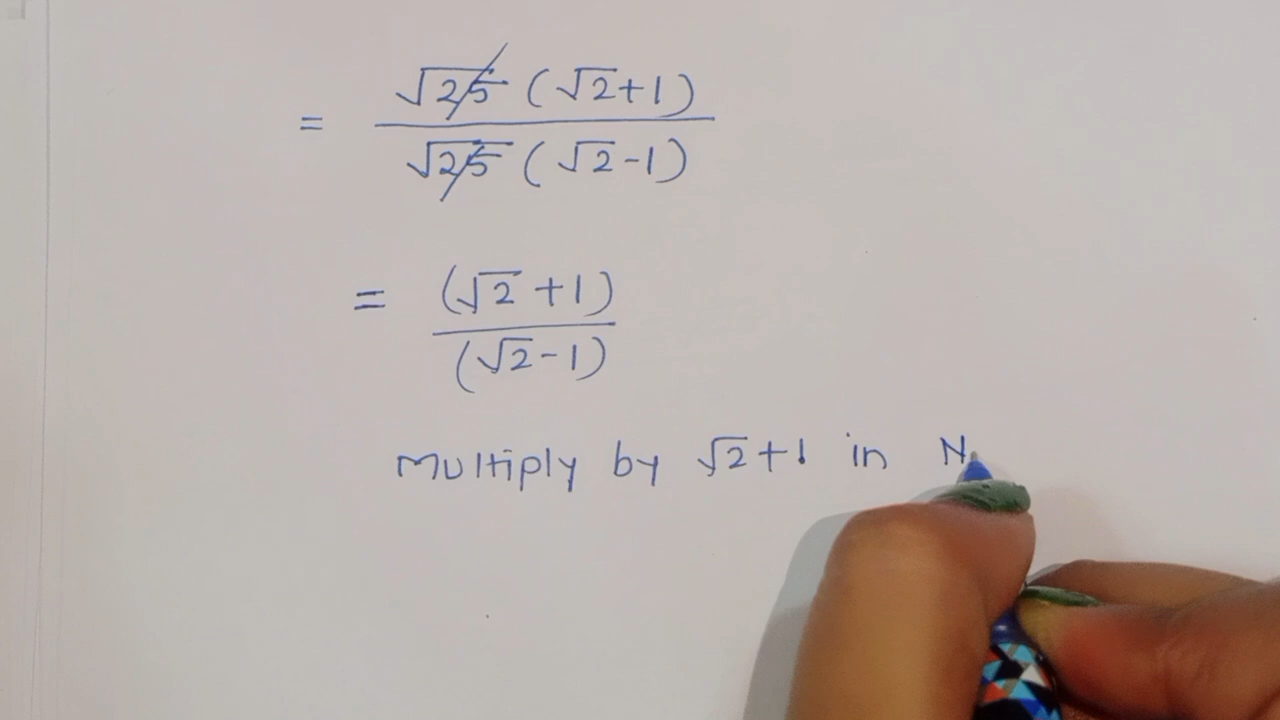 = √25 (√2+1)
√25 (√2-1)
= (√2 +1)
(√2-1)
Multiply by √2+1 in N